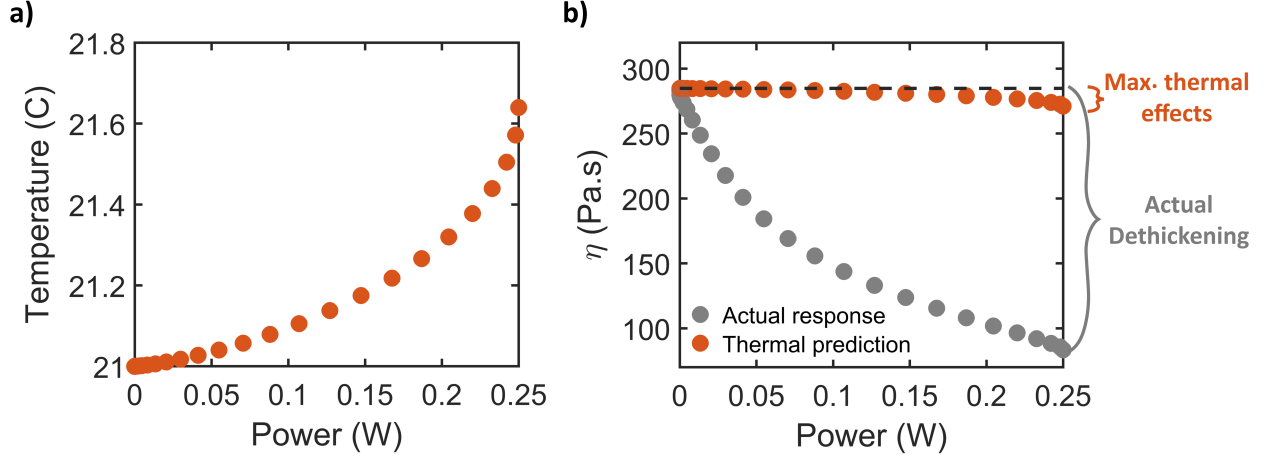 a)
21.8
21.6
21.4
21.2
21
Temperature (C)
0
0.05
0.1
0.15
0.2
0.25
Power (W)
b)
300
250
200
150
100
η (Pa.s)
0
0.05
0.1
0.15
0.2
0.25
Power (W)
Actual response
Thermal prediction
Max. thermal
effects
Actual
Dethickening